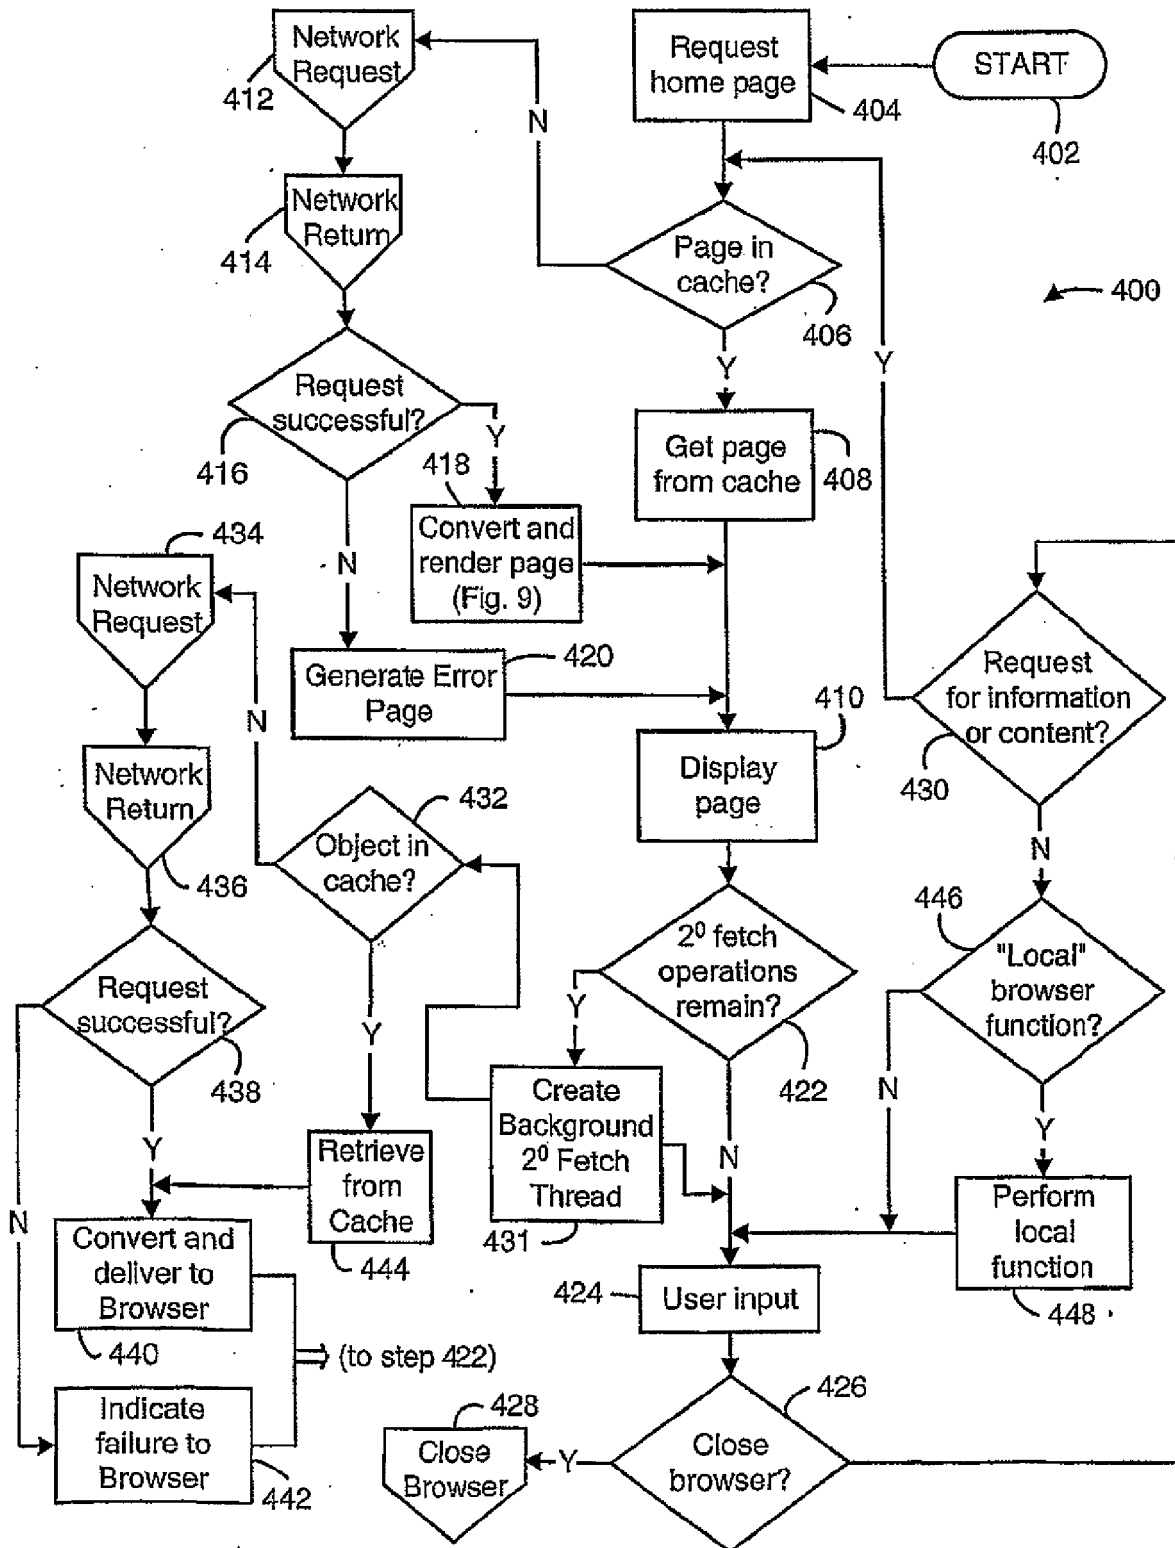 Network
Request
412
Request
home page
404
START
402
N
Network
Return
414
Page in
cache?
406
400
Y
Y
Request
successful?
416
Y
Get page
from cache
408
418
Convert and
render page
(Fig. 9)
N
434
Network
Request
Generate Error
Page
420
Request
for information
or content?
430
410
Display
page
N
Network
Return
436
432
Object in
cache?
N
446
2⁰ fetch
operations
remain?
422
"Local"
browser
function?
Request
successful?
438
Y
Y
N
Create
Background
2⁰ Fetch
Thread
431
N
Y
Y
Retrieve
from
Cache
444
Perform
local
function
448
N
Convert and
deliver to
Browser
440
424
User input
(to step 422)
Indicate
failure to
Browser
442
428
Close
Browser
Y
Close
browser?
426